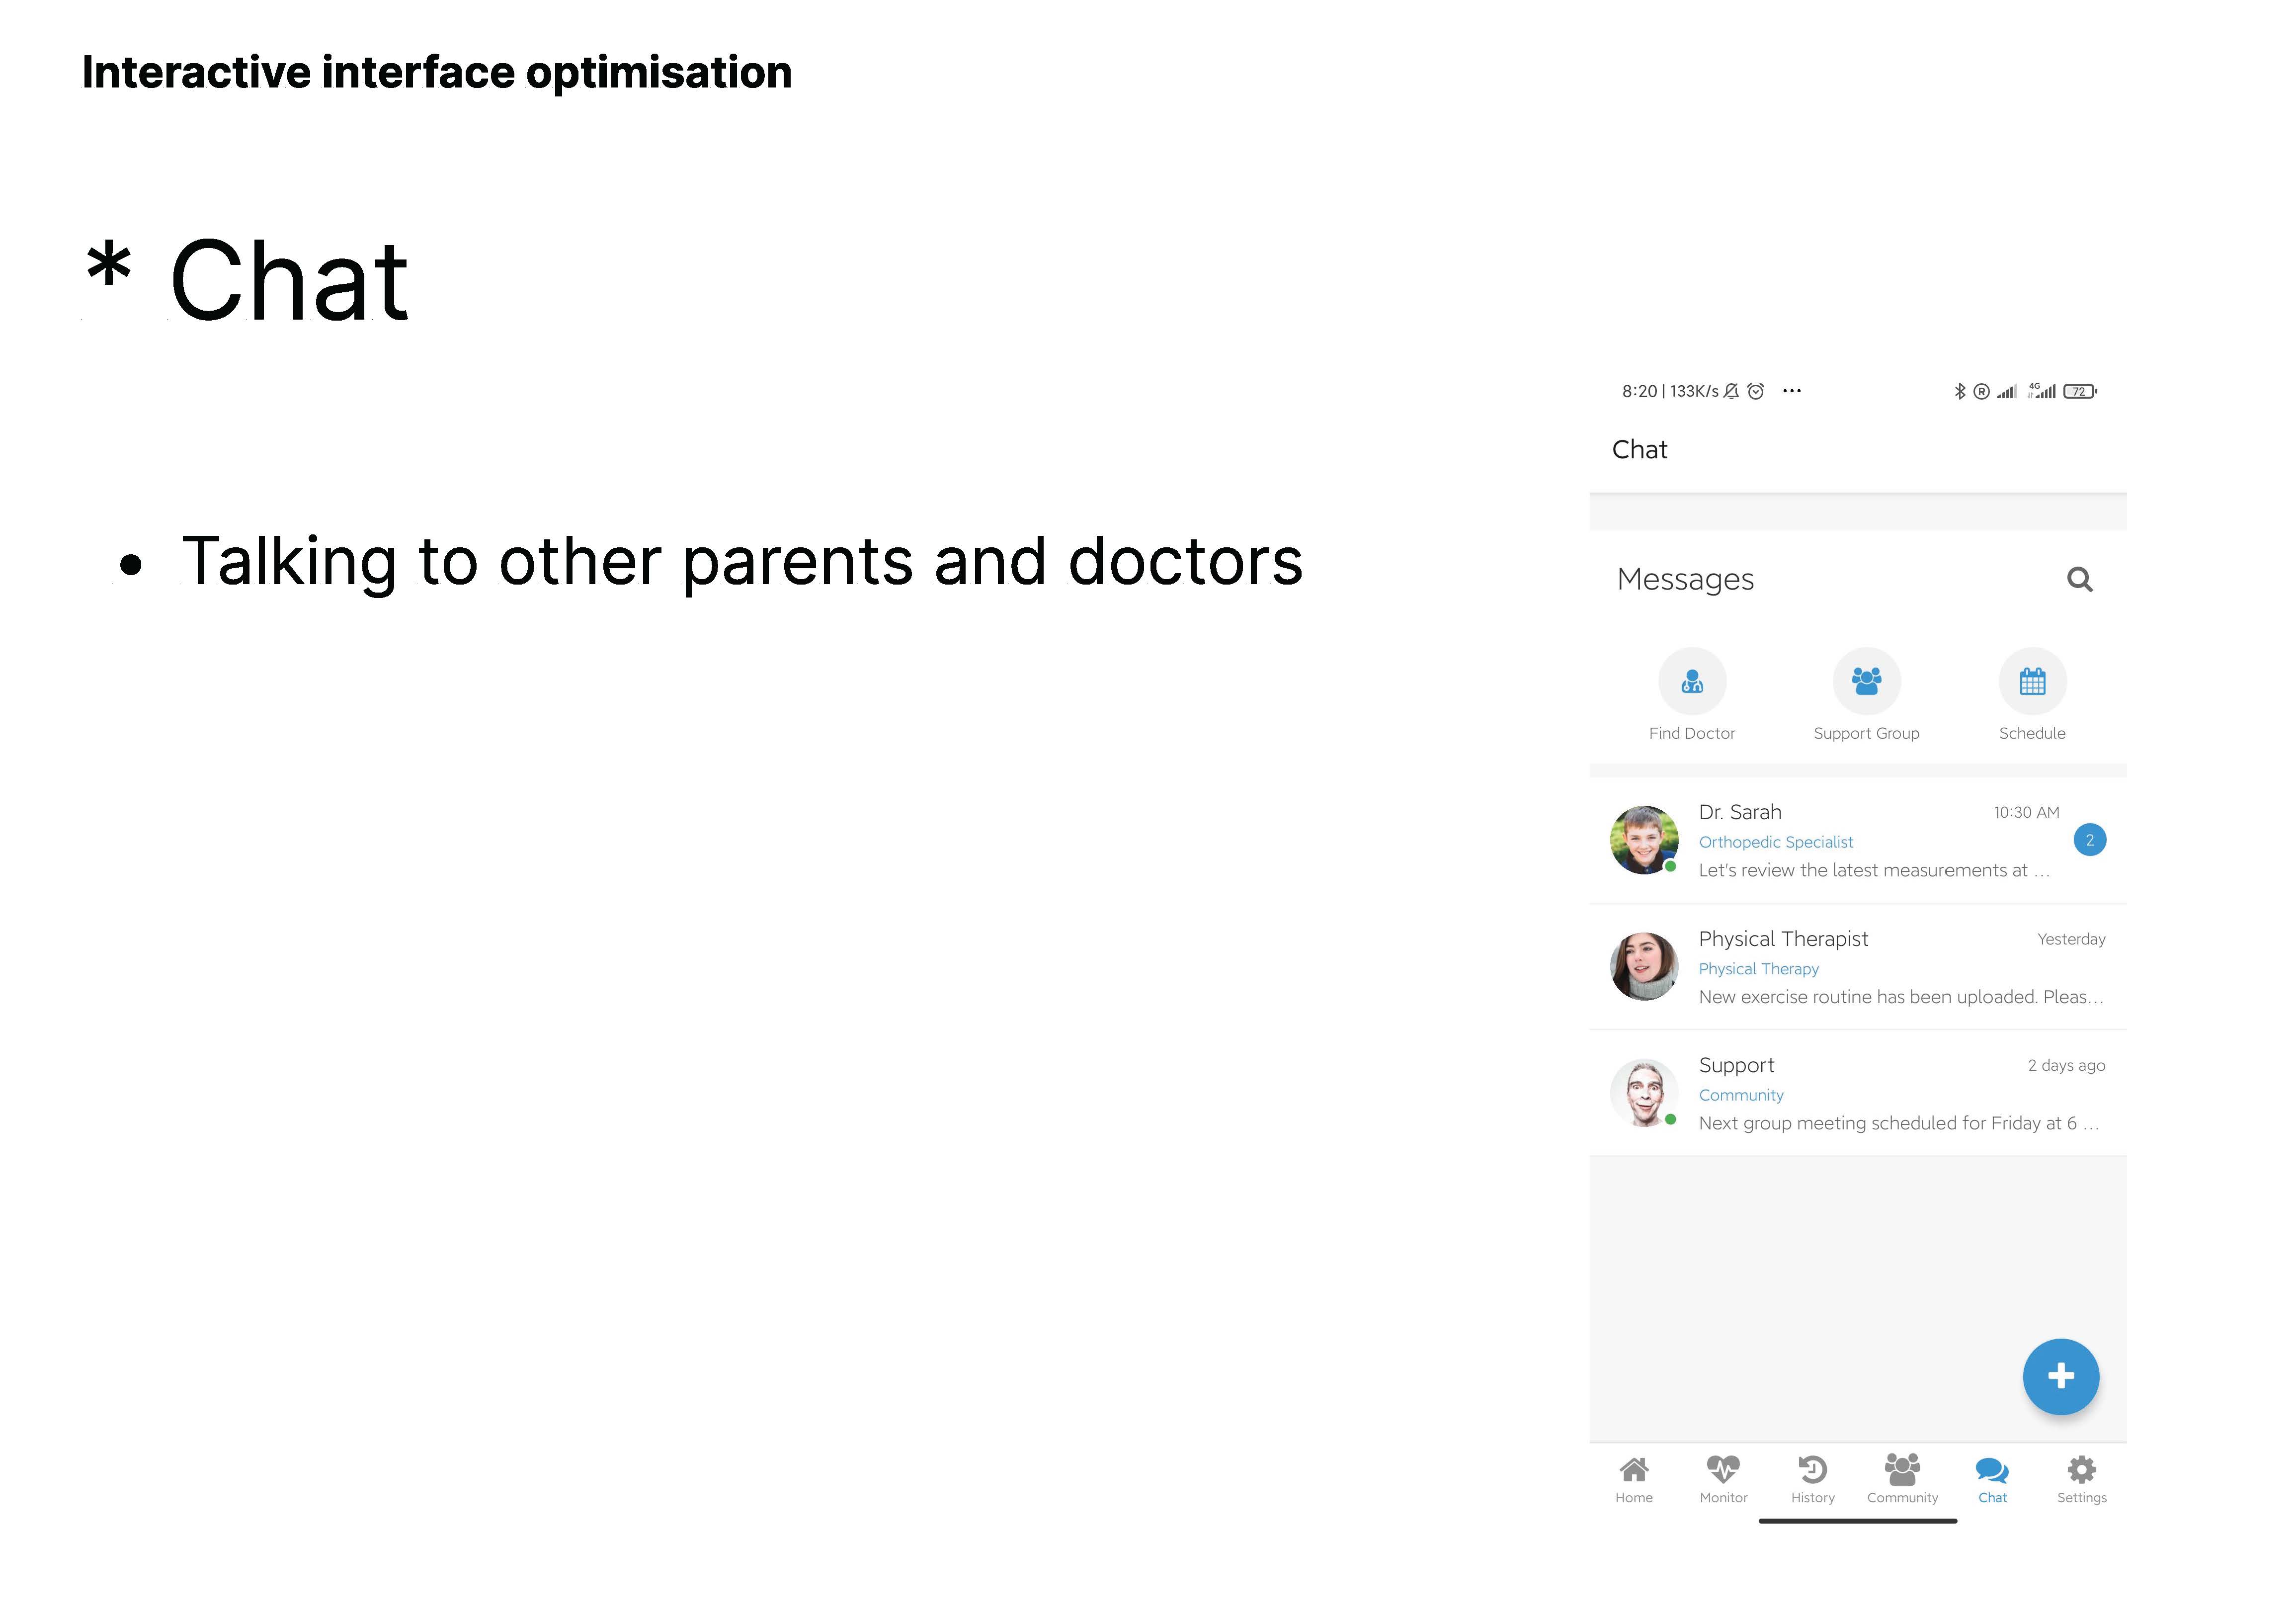 Interactive interface optimisation
* Chat
• Talking to other parents and doctors
8:20 | 133K/s ··· R 4G 72
Chat
Messages
Find Doctor Support Group Schedule
Dr. Sarah 10:30 AM
Orthopedic Specialist 2
Let's review the latest measurements at ...
Physical Therapist Yesterday
Physical Therapy
New exercise routine has been uploaded. Pleas...
Support 2 days ago
Community
Next group meeting scheduled for Friday at 6 ...
Home Monitor History Community Chat Settings